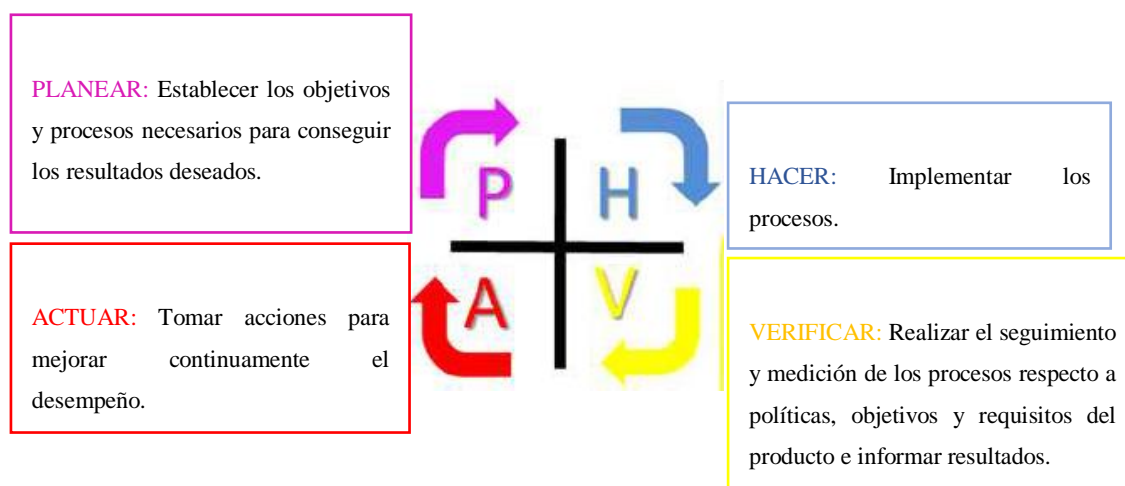 PLANEAR: Establecer los objetivos
y procesos necesarios para conseguir
los resultados deseados.
P
H
HACER: Implementar los
procesos.
ACTUAR: Tomar acciones para
mejorar continuamente el
desempeño.
A
V
VERIFICAR: Realizar el seguimiento
y medición de los procesos respecto a
políticas, objetivos y requisitos del
producto e informar resultados.